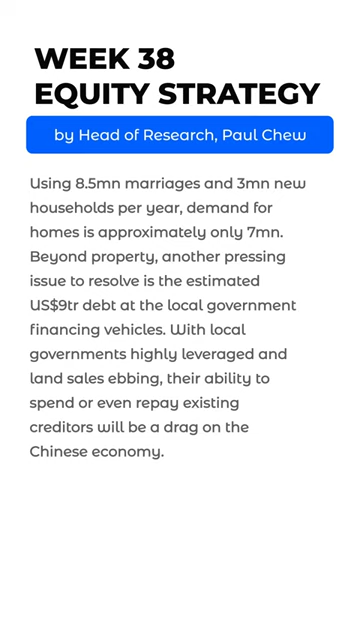 WEEK 38
EQUITY STRATEGY
by Head of Research, Paul Chew
Using 8.5mn marriages and 3mn new
households per year, demand for
homes is approximately only 7mn.
Beyond property, another pressing
issue to resolve is the estimated
US$9tr debt at the local government
financing vehicles. With local
governments highly leveraged and
land sales ebbing, their ability to
spend or even repay existing
creditors will be a drag on the
Chinese economy.